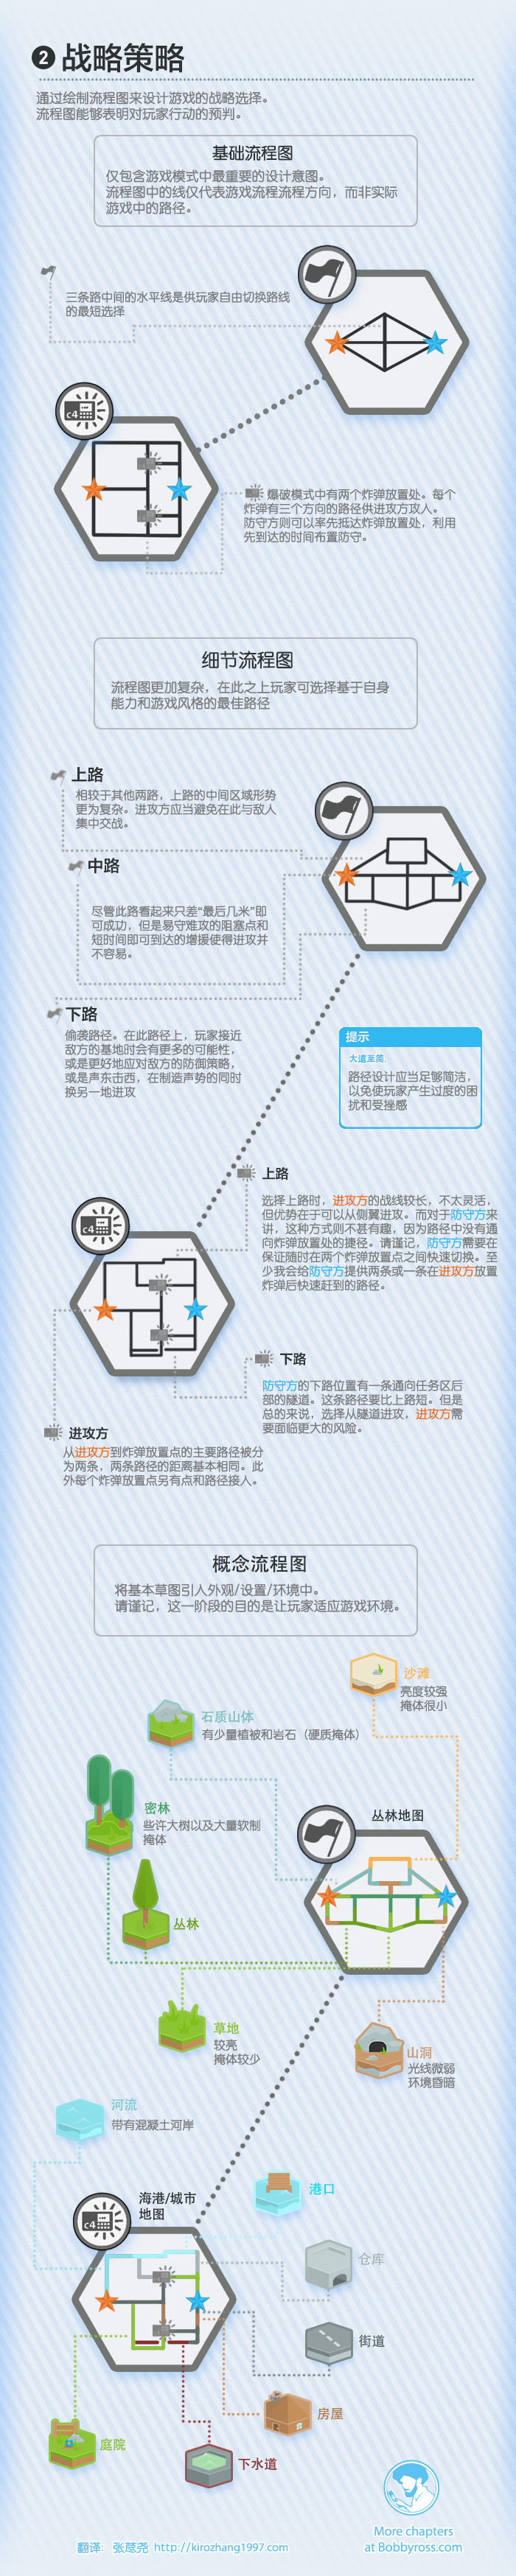 2 战略策略
通过绘制流程图来设计游戏的战略选择。
流程图能够表明对玩家行动的预判。
基础流程图
仅包含游戏模式中最重要的设计意图。
流程图中的线仅代表游戏流程流程方向，而非实际
游戏中的路径。
三条路中间的水平线是供玩家自由切换路线
的最短选择
c4
爆破模式中有两个炸弹放置处。每个
炸弹有三个方向的路径供进攻方攻入。
防守方则可以率先抵达炸弹放置处，利用
先到达的时间布置防守。
细节流程图
流程图更加复杂，在此之上玩家可选择基于自身
能力和游戏风格的最佳路径
上路
相较于其他两路，上路的中间区域形势
更为复杂。进攻方应当避免在此与敌人
集中交战。
中路
尽管此路看起来只差“最后几米”即
可成功，但是易守难攻的阻塞点和
短时间即可到达的增援使得进攻并
不容易。
下路
偷袭路径。在此路径上，玩家接近
敌方的基地时会有更多的可能性，
或是更好地应对敌方的防御策略，
或是声东击西，在制造声势的同时
换另一地进攻
提示
大道至简.
路径设计应当足够简洁，
以免使玩家产生过度的困
扰和受挫感
上路
选择上路时，进攻方的战线较长，不太灵活，
但优势在于可以从侧翼进攻。而对于防守方来
讲，这种方式则不甚有趣，因为路径中没有通
向炸弹放置处的捷径。请谨记，防守方需要在
保证随时在两个炸弹放置点之间快速切换。至
少我会给防守方提供两条或一条在进攻方放置
炸弹后快速赶到的路径。
c4
下路
防守方的下路位置有一条通向任务区后
部的隧道。这条路径要比上路短。但是
总的来说，选择从隧道进攻，进攻方需
要面临更大的风险。
进攻方
从进攻方到炸弹放置点的主要路径被分
为两条，两条路径的距离基本相同。此
外每个炸弹放置点另有点和路径接入。
概念流程图
将基本草图引入外观/设置/环境中。
请谨记，这一阶段的目的是让玩家适应游戏环境。
沙滩
亮度较强
掩体很小
石质山体
有少量植被和岩石（硬质掩体）
密林
些许大树以及大量软制
掩体
丛林地图
丛林
草地
较亮
掩体较少
山洞
光线微弱
环境昏暗
河流
带有混凝土河岸
海港/城市
地图
c4
港口
仓库
街道
房屋
庭院
下水道
More chapters
at Bobbyross.com
翻译： 张荩尧 http://kirozhang1997.com